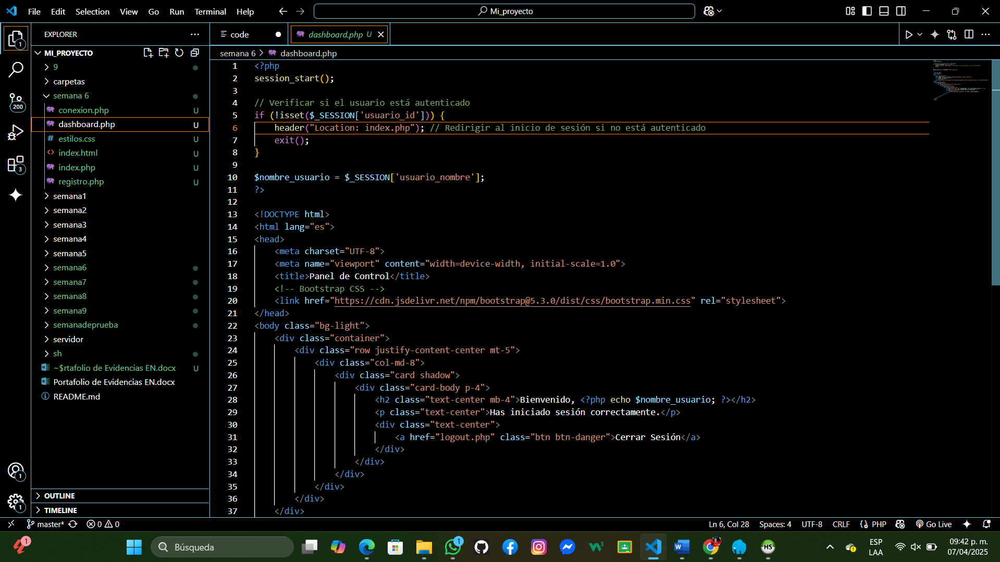 File Edit Selection View Go Run Terminal Help
Mi_proyecto
EXPLORER
code
dashboard.php U
MI_PROYECTO
semana 6 > dashboard.php
9
carpetas
semana 6
conexion.php U
dashboard.php U
estilos.css U
index.html U
index.php U
registro.php U
semana1
semana2
semana3
semana4
semana5
semana6
semana7
semana8
semana9
semanadeprueba
servidor
sh
~$rtafolio de Evidencias EN.docx U
Portafolio de Evidencias EN.docx
README.md
OUTLINE
TIMELINE
1
200
3
1
1
1 <?php
2 session_start();
3
4 // Verificar si el usuario está autenticado
5 if (!isset($_SESSION['usuario_id'])) {
6 header("Location: index.php"); // Redirigir al inicio de sesión si no está autenticado
7 exit();
8 }
9
10 $nombre_usuario = $_SESSION['usuario_nombre'];
11 ?>
12
13 <!DOCTYPE html>
14 <html lang="es">
15 <head>
16 <meta charset="UTF-8">
17 <meta name="viewport" content="width=device-width, initial-scale=1.0">
18 <title>Panel de Control</title>
19 <!-- Bootstrap CSS -->
20 <link href="https://cdn.jsdelivr.net/npm/bootstrap@5.3.0/dist/css/bootstrap.min.css" rel="stylesheet">
21 </head>
22 <body class="bg-light">
23 <div class="container">
24 <div class="row justify-content-center mt-5">
25 <div class="col-md-8">
26 <div class="card shadow">
27 <div class="card-body p-4">
28 <h2 class="text-center mb-4">Bienvenido, <?php echo $nombre_usuario; ?></h2>
29 <p class="text-center">Has iniciado sesión correctamente.</p>
30 <div class="text-center">
31 <a href="logout.php" class="btn btn-danger">Cerrar Sesión</a>
32 </div>
33 </div>
34 </div>
35 </div>
36 </div>
37 </div>
master* 0 0
Ln 6, Col 28 Spaces: 4 UTF-8 CRLF PHP Go Live
1
Búsqueda
1
W3
HS
ESP
LAA
09:42 p. m.
07/04/2025